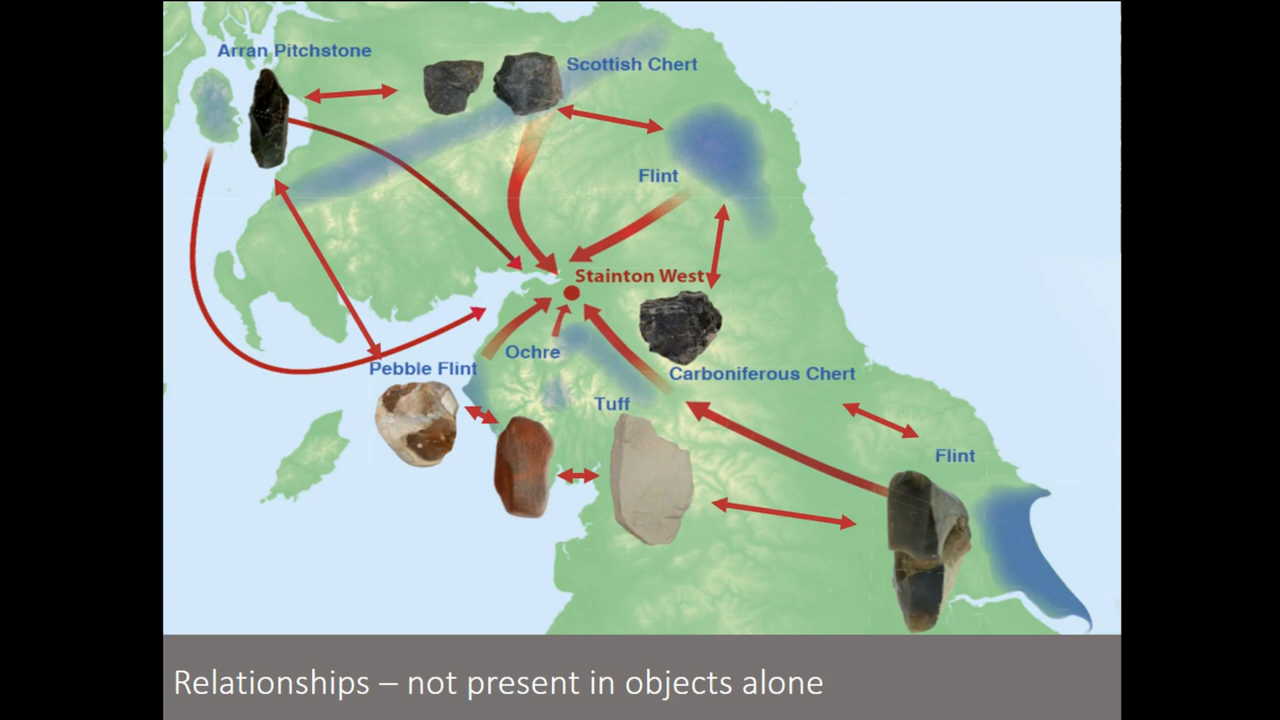 Arran Pitchstone
Scottish Chert
Flint
Stainton West
Ochre
Pebble Flint
Carboniferous Chert
Tuff
Flint
Relationships – not present in objects alone